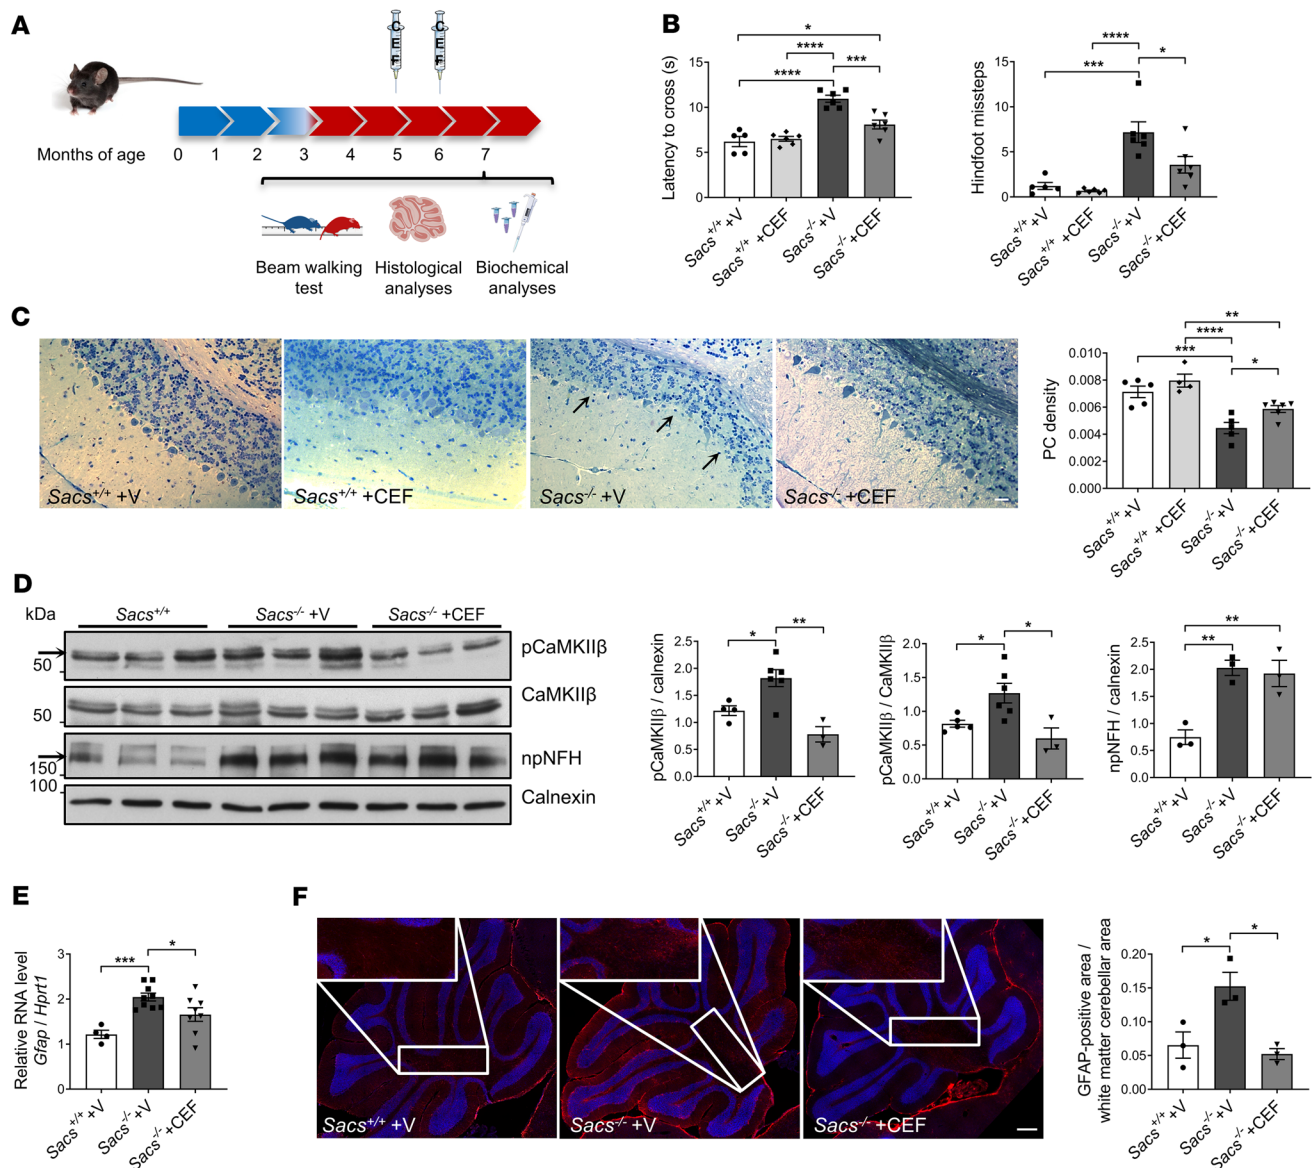 A
C
E
F
C
E
F
Months of age
0 1 2 3 4 5 6 7
Beam walking
test
Histological
analyses
Biochemical
analyses
B
Latency to cross (s)
15
10
5
0
*
****
***
****
Sacs+/+ +V
Sacs+/+ +CEF
Sacs-/- +V
Sacs-/- +CEF
Hindfoot missteps
15
10
5
0
****
*
***
Sacs+/+ +V
Sacs+/+ +CEF
Sacs-/- +V
Sacs-/- +CEF
C
Sacs+/+ +V
Sacs+/+ +CEF
Sacs-/- +V
Sacs-/- +CEF
PC density
0.010
0.008
0.006
0.004
0.002
0.000
**
****
***
*
Sacs+/+ +V
Sacs+/+ +CEF
Sacs-/- +V
Sacs-/- +CEF
D
kDa
Sacs+/+
Sacs-/- +V
Sacs-/- +CEF
50
pCaMKIIβ
50
CaMKIIβ
150
npNFH
100
Calnexin
pCaMKIIβ / calnexin
2.5
2.0
1.5
1.0
0.5
0.0
*
**
Sacs+/+ +V
Sacs-/- +V
Sacs-/- +CEF
pCaMKIIβ / CaMKIIβ
2.0
1.5
1.0
0.5
0.0
*
*
Sacs+/+ +V
Sacs-/- +V
Sacs-/- +CEF
npNFH / calnexin
2.5
2.0
1.5
1.0
0.5
0.0
**
**
Sacs+/+ +V
Sacs-/- +V
Sacs-/- +CEF
E
Relative RNA level
Gfap / Hprt1
3
2
1
0
***
*
Sacs+/+ +V
Sacs-/- +V
Sacs-/- +CEF
F
Sacs+/+ +V
Sacs-/- +V
Sacs-/- +CEF
GFAP-positive area /
white matter cerebellar area
0.20
0.15
0.10
0.05
0.00
*
*
Sacs+/+ +V
Sacs-/- +V
Sacs-/- +CEF